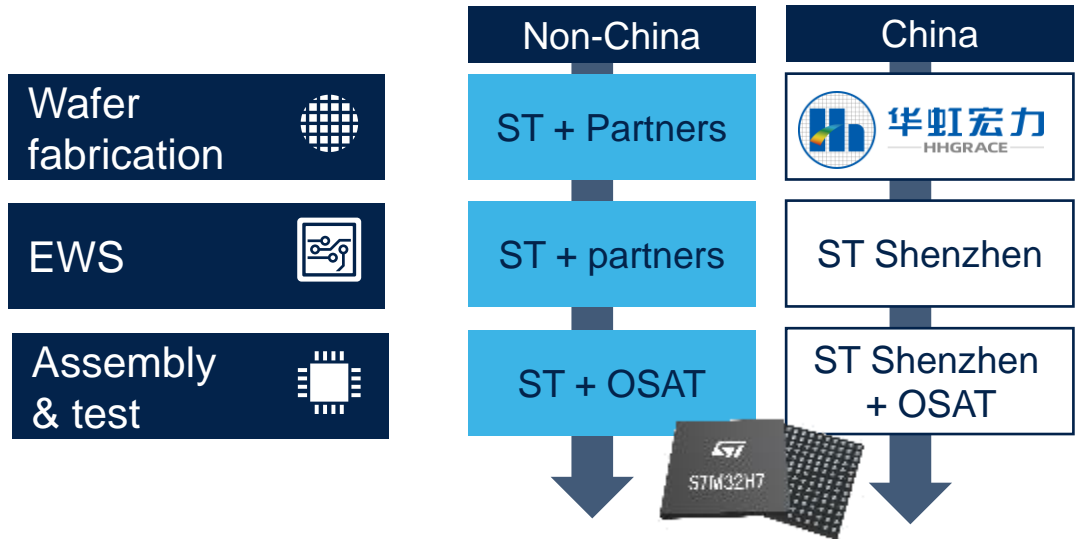 Non-China
China
Wafer
fabrication
ST + Partners
华虹宏力
HHGRACE
EWS
ST + partners
ST Shenzhen
Assembly
& test
ST + OSAT
ST Shenzhen
+ OSAT
ST
STM32H7